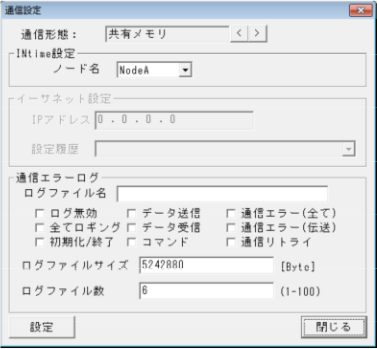 通信設定
通信形態： 共有メモリ < >
INtime設定
ノード名 NodeA
イーサネット設定
IPアドレス 0 . 0 . 0 . 0
設定履歴
通信エラーログ
ログファイル名
ログ無効 データ送信 通信エラー(全て)
全てロギング データ受信 通信エラー(伝送)
初期化/終了 コマンド 通信リトライ
ログファイルサイズ 5242880 [Byte]
ログファイル数 6 (1-100)
設定 閉じる